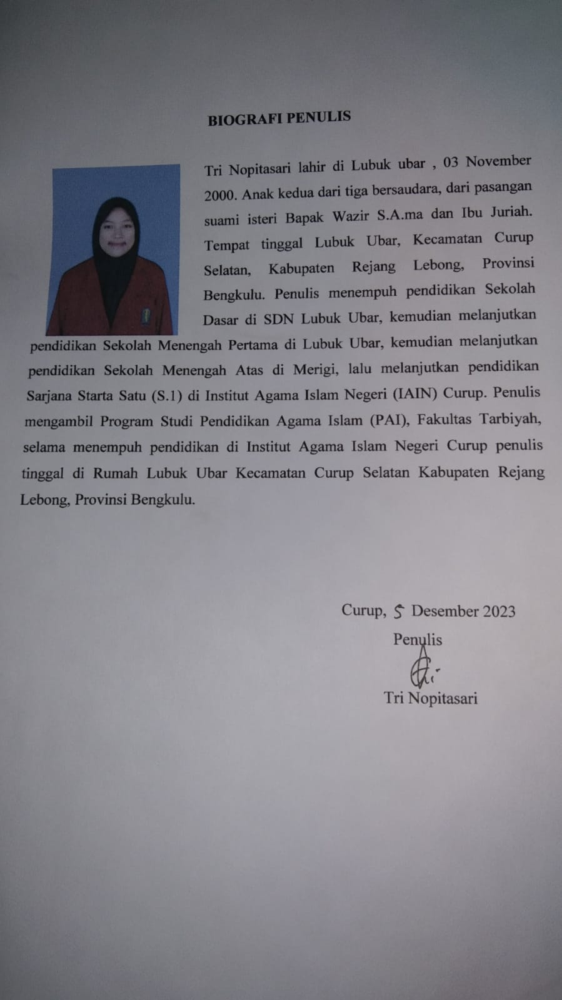 BIOGRAFI PENULIS
Tri Nopitasari lahir di Lubuk ubar , 03 November
2000. Anak kedua dari tiga bersaudara, dari pasangan
suami isteri Bapak Wazir S.A.ma dan Ibu Juriah.
Tempat tinggal Lubuk Ubar, Kecamatan Curup
Selatan, Kabupaten Rejang Lebong, Provinsi
Bengkulu. Penulis menempuh pendidikan Sekolah
Dasar di SDN Lubuk Ubar, kemudian melanjutkan
pendidikan Sekolah Menengah Pertama di Lubuk Ubar, kemudian melanjutkan
pendidikan Sekolah Menengah Atas di Merigi, lalu melanjutkan pendidikan
Sarjana Starta Satu (S.1) di Institut Agama Islam Negeri (IAIN) Curup. Penulis
mengambil Program Studi Pendidikan Agama Islam (PAI), Fakultas Tarbiyah,
selama menempuh pendidikan di Institut Agama Islam Negeri Curup penulis
tinggal di Rumah Lubuk Ubar Kecamatan Curup Selatan Kabupaten Rejang
Lebong, Provinsi Bengkulu.
Curup, 5 Desember 2023
Penulis
Tri Nopitasari